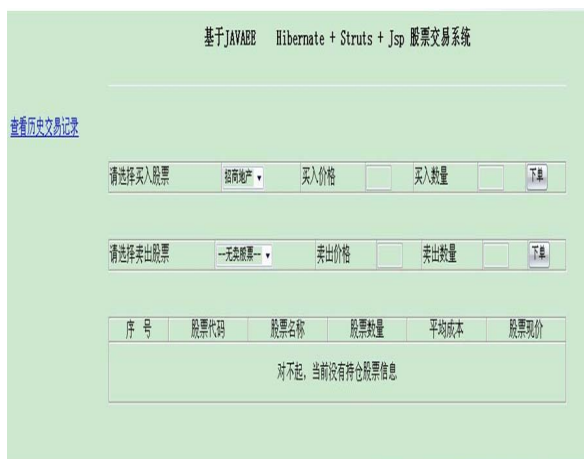 基于JAVAEE Hibernate + Struts + Jsp 股票交易系统
查看历史交易记录
请选择买入股票 招商地产 买入价格 买入数量 下单
请选择卖出股票 --无卖股票-- 卖出价格 卖出数量 下单
序 号 股票代码 股票名称 股票数量 平均成本 股票现价
对不起，当前没有持仓股票信息